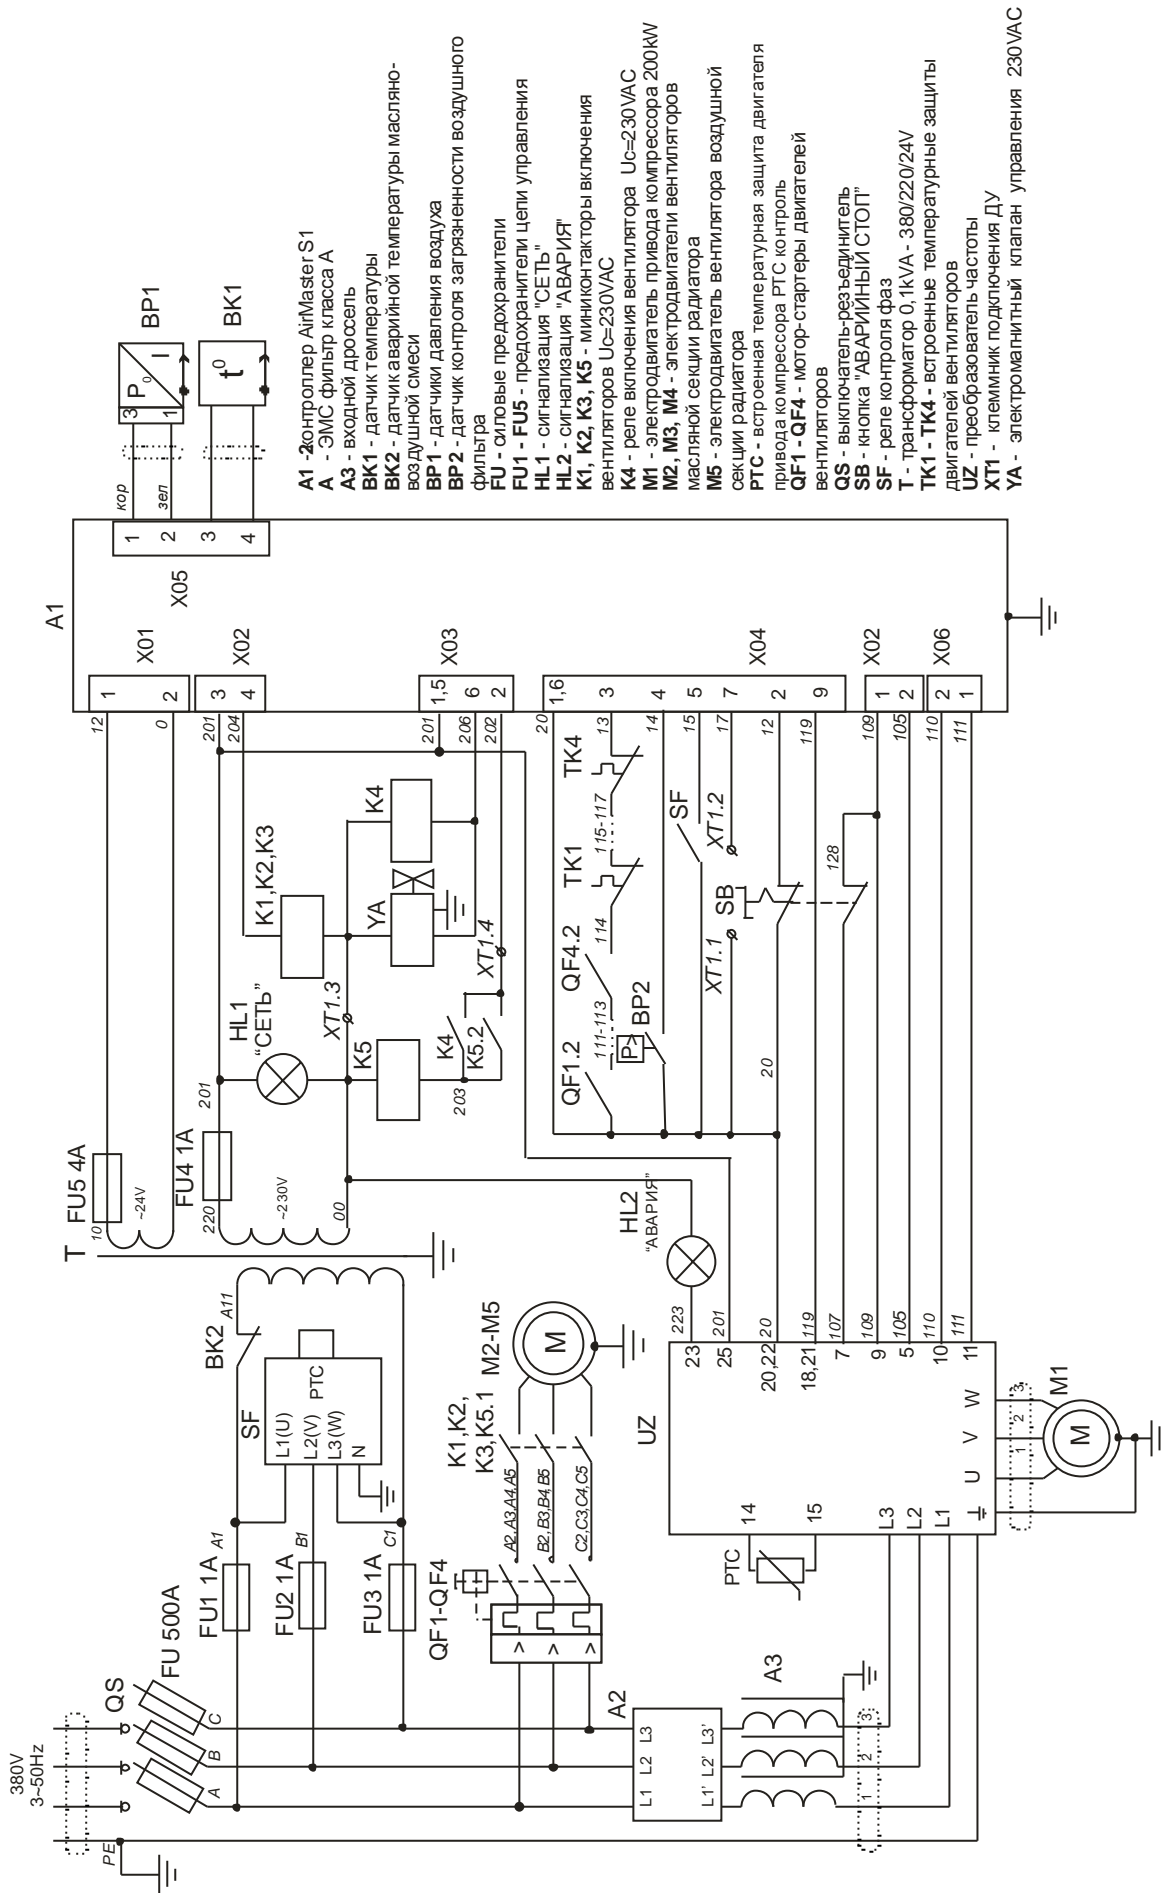 380V
3~50Hz
PE
QS
FU 500A
A
B
C
FU1 1A
A1
FU2 1A
B1
FU3 1A
C1
SF
L1(U)
L2(V)
L3(W)
N
PTC
BK2
A11
T
10
FU5 4A
~24V
12
0
220
FU4 1A
~230V
00
201
HL1
"СЕТЬ"
K5
203
K4
K5.2
XT1.3
XT1.4
K1,K2,K3
YA
K4
201
204
201
206
202
A1
X01
1
2
X02
3
4
X03
1,5
6
2
X04
1,6
3
4
5
7
2
9
X02
1
2
X06
2
1
X05
1
2
3
4
кор
зел
BP1
3
1
P
0
I
BK1
t⁰
20
13
14
15
17
12
119
109
105
110
111
QF1.2
111-113
QF4.2
114
TK1
115-117
TK4
P>
BP2
SF
XT1.1
XT1.2
SB
128
20
HL2
"АВАРИЯ"
223
201
20
119
107
109
105
110
111
23
25
20,22
18,21
7
9
5
10
11
UZ
14
15
PTC
L3
L2
L1
U
V
W
1
2
3
M1
M
QF1-QF4
>
>
>
A2,A3,A4,A5
B2,B3,B4,B5
C2,C3,C4,C5
K1,K2,
K3,K5.1
M2-M5
M
A2
L1
L2
L3
L1'
L2'
L3'
A3
1
2
3
A1 - контроллер AirMaster S1
A - ЭМС фильтр класса А
A3 - входной дроссель
BK1 - датчик температуры
BK2 - датчик аварийной температуры масляно-
воздушной смеси
BP1 - датчики давления воздуха
BP2 - датчик контроля загрязненности воздушного
фильтра
FU - силовые предохранители
FU1 - FU5 - предохранители цепи управления
HL1 - сигнализация "СЕТЬ"
HL2 - сигнализация "АВАРИЯ"
K1, K2, K3, K5 - миниконтакторы включения
вентиляторов Uc=230VAC
K4 - реле включения вентилятора Uc=230VAC
M1 - электродвигатель привода компрессора 200kW
M2, M3, M4 - электродвигатели вентиляторов
масляной секции радиатора
M5 - электродвигатель вентилятора воздушной
секции радиатора
PTC - встроенная температурная защита двигателя
привода компрессора PTC контроль
QF1 - QF4 - мотор-стартеры двигателей
вентиляторов
QS - выключатель-разъединитель
SB - кнопка "АВАРИЙНЫЙ СТОП"
SF - реле контроля фаз
T - трансформатор 0,1kVA - 380/220/24V
TK1 - TK4 - встроенные температурные защиты
двигателей вентиляторов
UZ - преобразователь частоты
XT1 - клеммник подключения ДУ
YA - электромагнитный клапан управления 230VAC